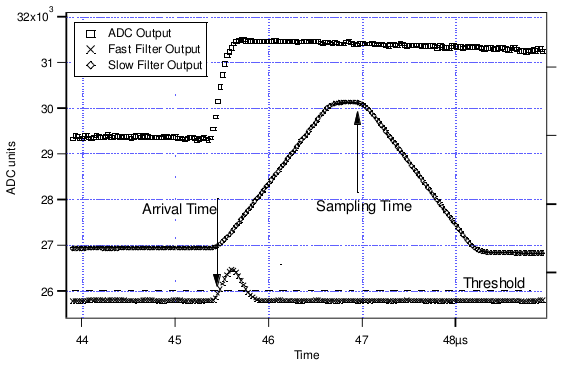 32x10³
ADC Output
Fast Filter Output
Slow Filter Output
31
30
29
28
27
26
ADC units
Arrival Time
Sampling Time
Threshold
44
45
46
47
48µs
Time